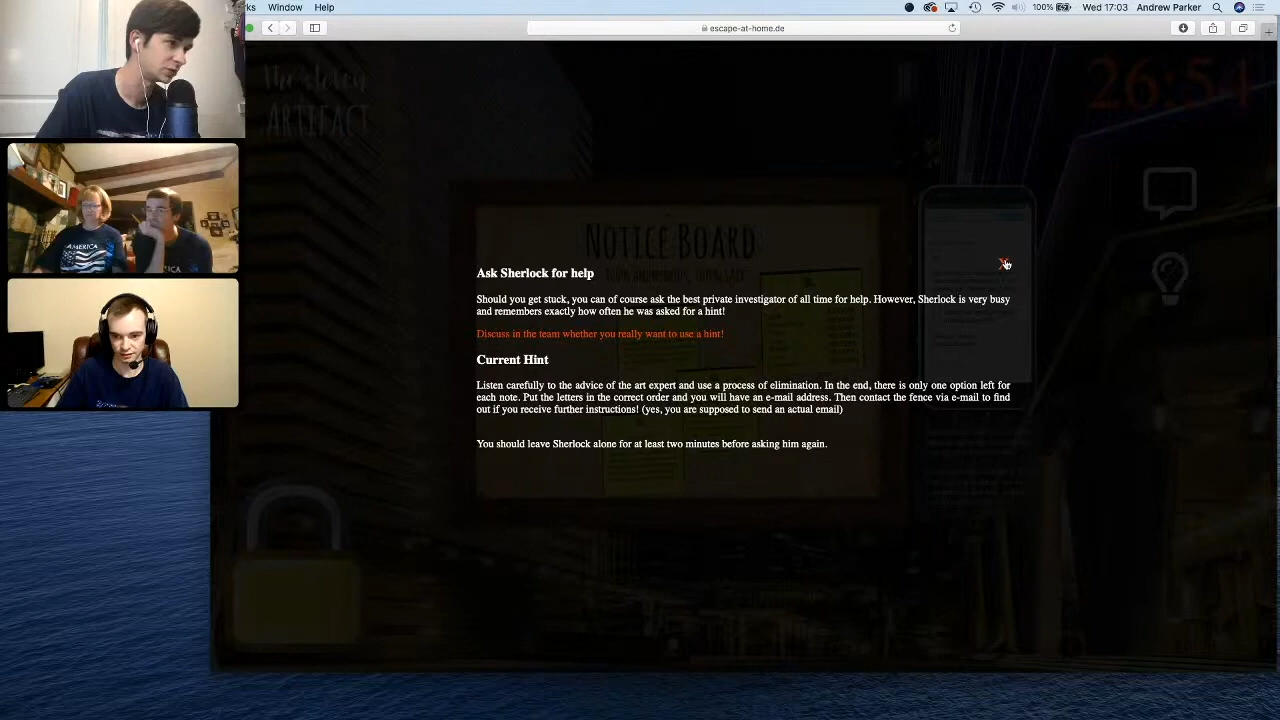 ks Window Help
100% Wed 17:03 Andrew Parker
escape-at-home.de
The eleven
ARTIFACT
26:54
NOTICE BOARD
Ask Sherlock for help
Should you get stuck, you can of course ask the best private investigator of all time for help. However, Sherlock is very busy
and remembers exactly how often he was asked for a hint!
Discuss in the team whether you really want to use a hint!
Current Hint
Listen carefully to the advice of the art expert and use a process of elimination. In the end, there is only one option left for
each note. Put the letters in the correct order and you will have an e-mail address. Then contact the fence via e-mail to find
out if you receive further instructions! (yes, you are supposed to send an actual email)
You should leave Sherlock alone for at least two minutes before asking him again.
AMERICA